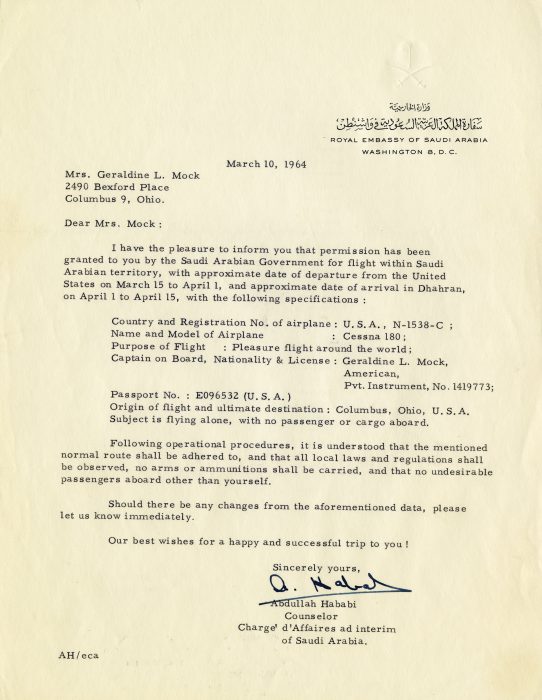 وزارة الخارجية
سفارة المملكة العربية السعودية في واشنطن
ROYAL EMBASSY OF SAUDI ARABIA
WASHINGTON 8, D.C.
March 10, 1964
Mrs. Geraldine L. Mock
2490 Bexford Place
Columbus 9, Ohio.
Dear Mrs. Mock :
I have the pleasure to inform you that permission has been
granted to you by the Saudi Arabian Government for flight within Saudi
Arabian territory, with approximate date of departure from the United
States on March 15 to April 1, and approximate date of arrival in Dhahran,
on April 1 to April 15, with the following specifications :
Country and Registration No. of airplane : U.S.A., N-1538-C ;
Name and Model of Airplane : Cessna 180 ;
Purpose of Flight : Pleasure flight around the world ;
Captain on Board, Nationality & License : Geraldine L. Mock,
American,
Pvt. Instrument, No. 1419773;
Passport No. : E096532 (U.S.A.)
Origin of flight and ultimate destination : Columbus, Ohio, U.S.A.
Subject is flying alone, with no passenger or cargo aboard.
Following operational procedures, it is understood that the mentioned
normal route shall be adhered to, and that all local laws and regulations shall
be observed, no arms or ammunitions shall be carried, and that no undesirable
passengers aboard other than yourself.
Should there be any changes from the aforementioned data, please
let us know immediately.
Our best wishes for a happy and successful trip to you !
Sincerely yours,
A. Hababi
Abdullah Hababi
Counselor
Charge' d'Affaires ad interim
of Saudi Arabia.
AH/eca